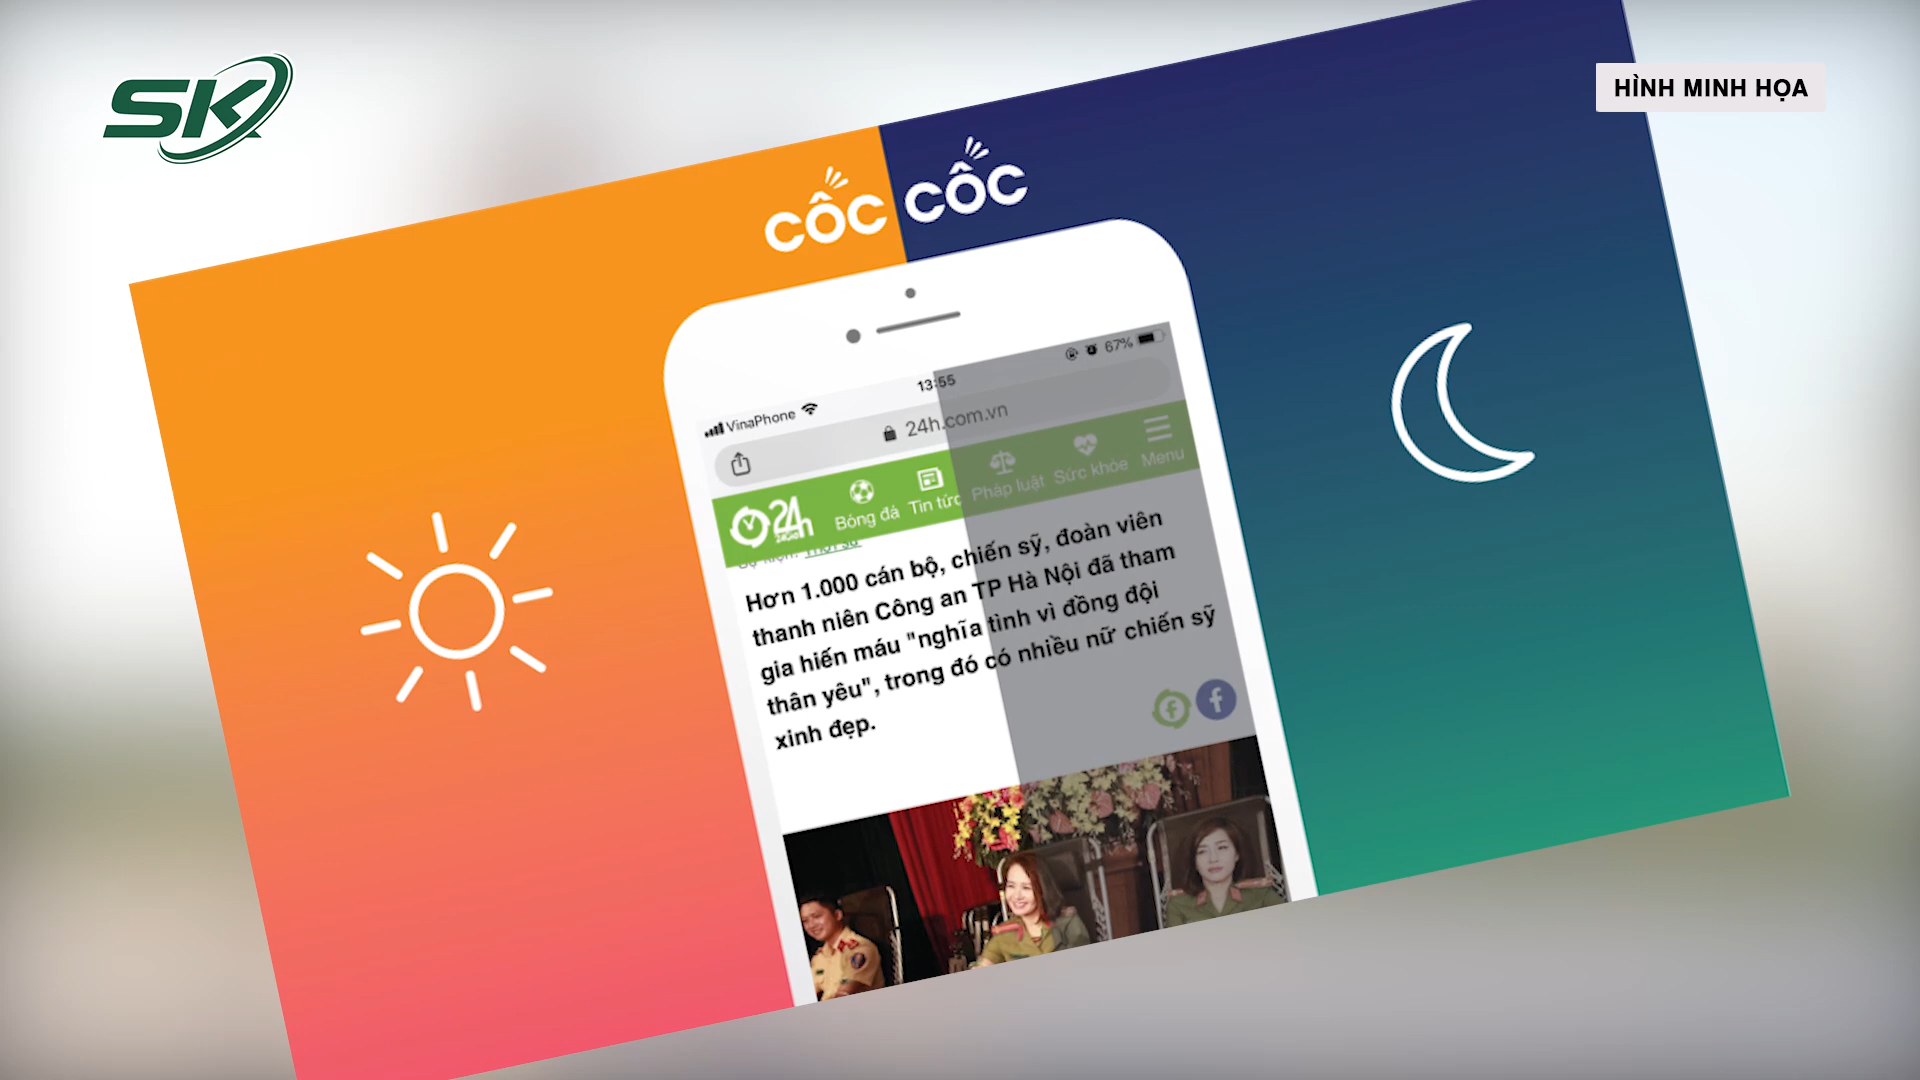 SK
HÌNH MINH HỌA
CỐC CỐC
VinaPhone
13:55
67%
24h.com.vn
24h
Bóng đá
Tin tức
Pháp luật
Sức khỏe
Menu
Hơn 1.000 cán bộ, chiến sỹ, đoàn viên
thanh niên Công an TP Hà Nội đã tham
gia hiến máu "nghĩa tình vì đồng đội
thân yêu", trong đó có nhiều nữ chiến sỹ
xinh đẹp.